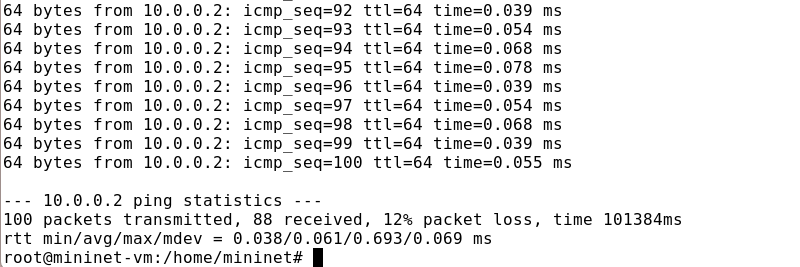 64 bytes from 10.0.0.2: icmp_seq=92 ttl=64 time=0.039 ms
64 bytes from 10.0.0.2: icmp_seq=93 ttl=64 time=0.054 ms
64 bytes from 10.0.0.2: icmp_seq=94 ttl=64 time=0.068 ms
64 bytes from 10.0.0.2: icmp_seq=95 ttl=64 time=0.078 ms
64 bytes from 10.0.0.2: icmp_seq=96 ttl=64 time=0.039 ms
64 bytes from 10.0.0.2: icmp_seq=97 ttl=64 time=0.054 ms
64 bytes from 10.0.0.2: icmp_seq=98 ttl=64 time=0.068 ms
64 bytes from 10.0.0.2: icmp_seq=99 ttl=64 time=0.039 ms
64 bytes from 10.0.0.2: icmp_seq=100 ttl=64 time=0.055 ms
--- 10.0.0.2 ping statistics ---
100 packets transmitted, 88 received, 12% packet loss, time 101384ms
rtt min/avg/max/mdev = 0.038/0.061/0.693/0.069 ms
root@mininet-vm:/home/mininet#